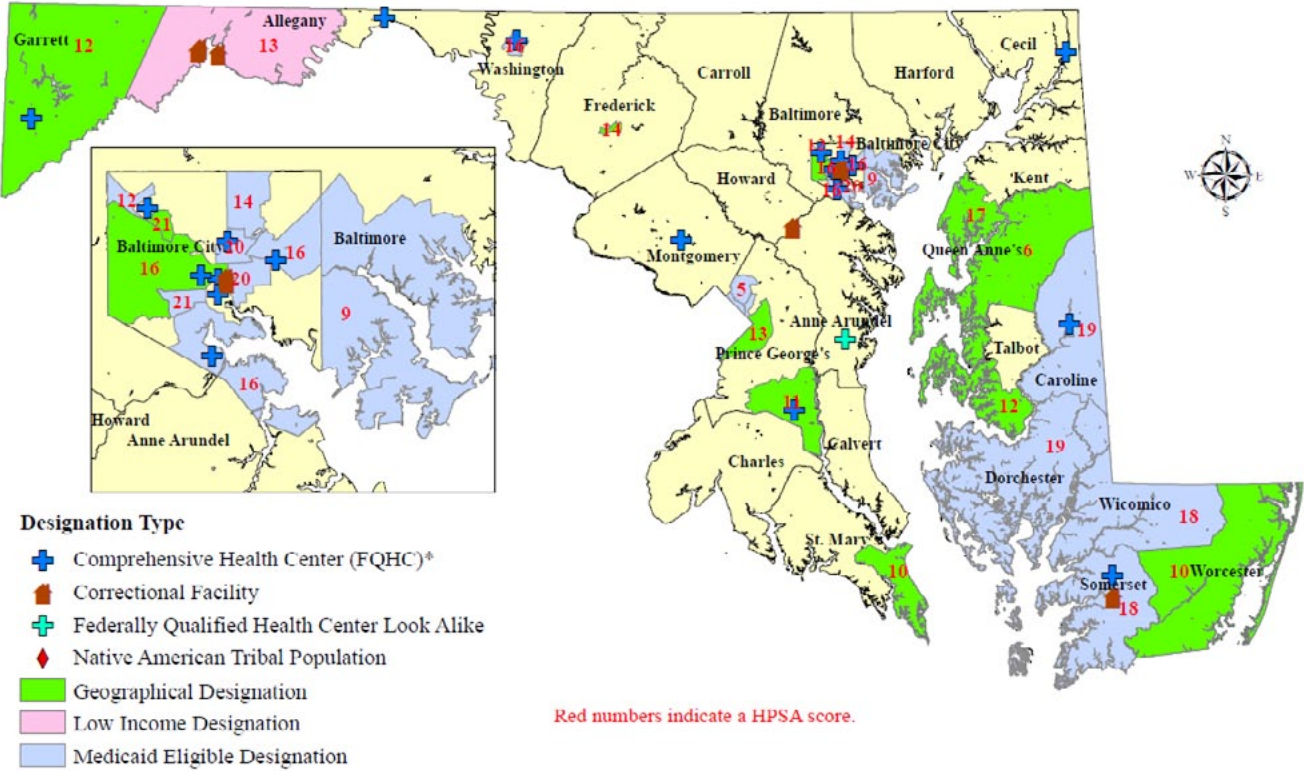 Garrett 12
Allegany
13
16
Washington
Frederick
14
Carroll
Baltimore
Harford
Cecil
14
Baltimore City
9
Howard
Kent
17
Queen Anne's 6
Montgomery
5
13
Anne Arundel
Prince George's
19
Talbot
Caroline
12
11
Calvert
Charles
19
Dorchester
Wicomico
18
St. Mary
10
10 Worcester
Somerset
18
12
14
21
Baltimore City
20
16
Baltimore
16
20
21
9
16
Howard
Anne Arundel
N
W E
S
Designation Type
Comprehensive Health Center (FQHC)*
Correctional Facility
Federally Qualified Health Center Look Alike
Native American Tribal Population
Geographical Designation
Low Income Designation
Medicaid Eligible Designation
Red numbers indicate a HPSA score.